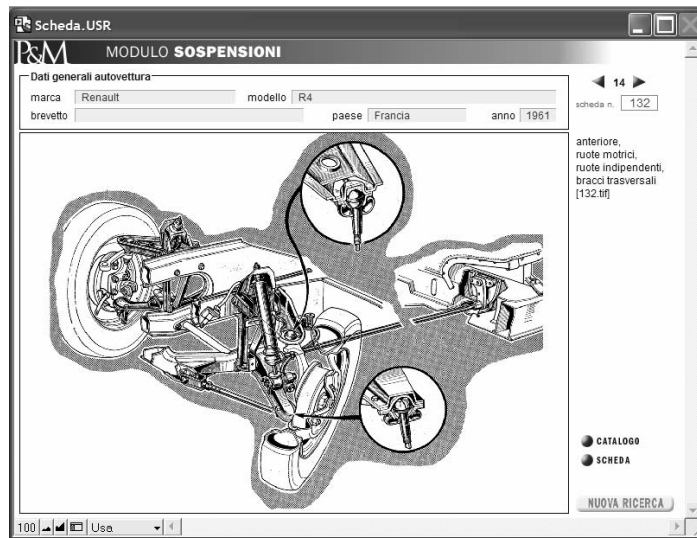 Scheda.USR
P&M MODULO SOSPENSIONI
Dati generali autovettura
marca Renault modello R4
brevetto paese Francia anno 1961
14
scheda n. 132
anteriore,
ruote motrici,
ruote indipendenti,
bracci trasversali
[132.tif]
CATALOGO
SCHEDA
NUOVA RICERCA
100 Usa